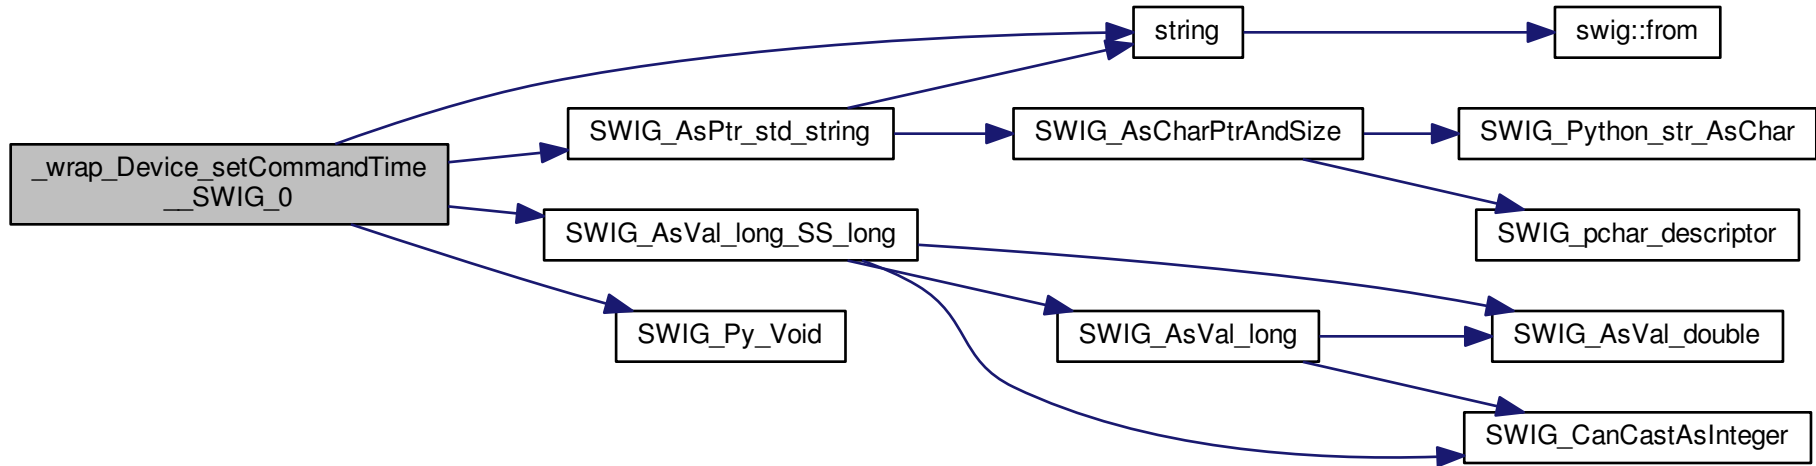 string
swig::from
SWIG_AsPtr_std_string
SWIG_AsCharPtrAndSize
SWIG_Python_str_AsChar
_wrap_Device_setCommandTime
__SWIG_0
SWIG_AsVal_long_SS_long
SWIG_pchar_descriptor
SWIG_Py_Void
SWIG_AsVal_long
SWIG_AsVal_double
SWIG_CanCastAsInteger